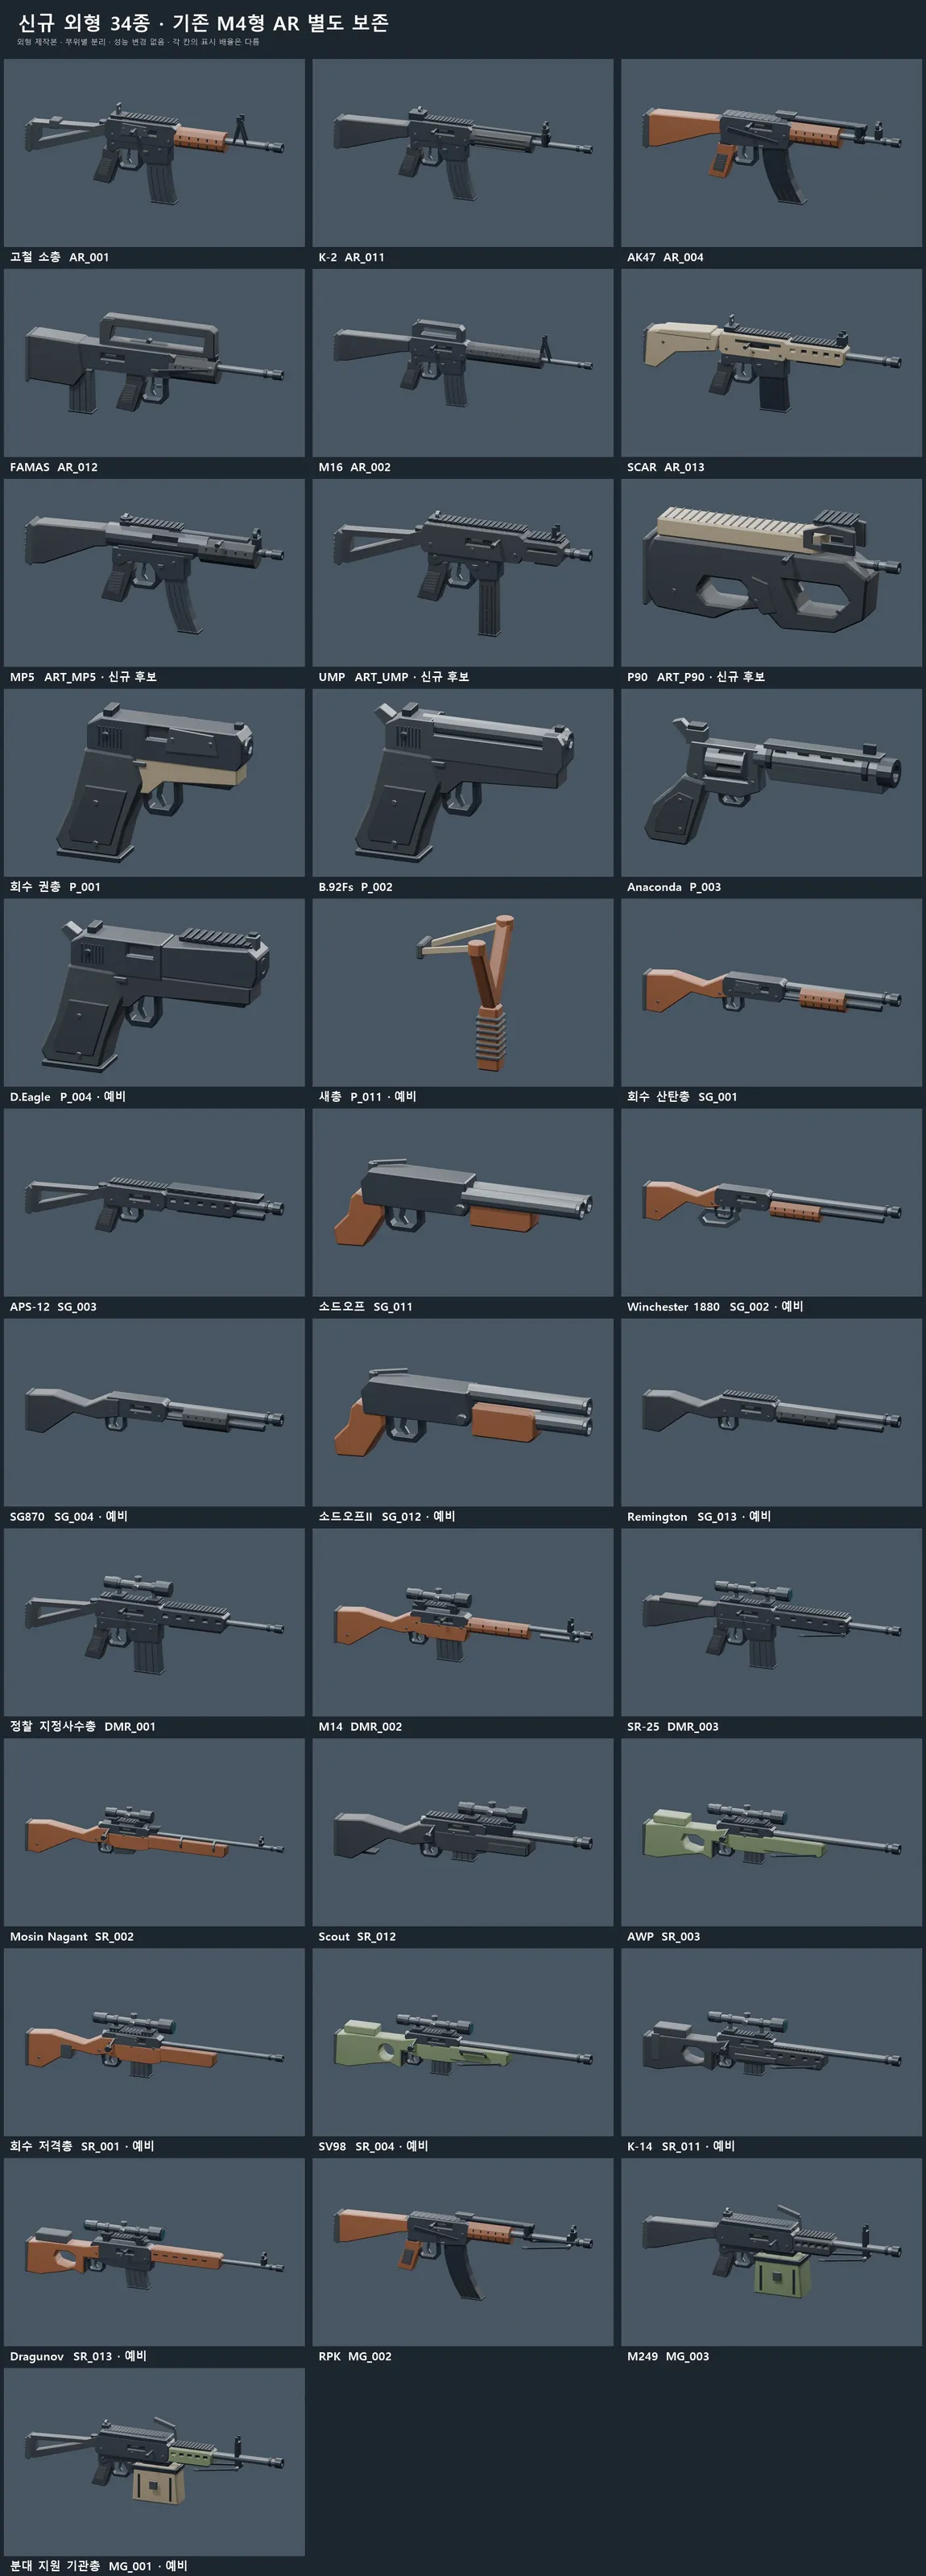 신규 외형 34종 · 기존 M4형 AR 별도 보존
외형 제작본 · 부위별 분리 · 성능 변경 없음 · 각 칸의 표시 배율은 다름
고철 소총 AR_001
K-2 AR_011
AK47 AR_004
FAMAS AR_012
M16 AR_002
SCAR AR_013
MP5 ART_MP5 · 신규 후보
UMP ART_UMP · 신규 후보
P90 ART_P90 · 신규 후보
회수 권총 P_001
B.92Fs P_002
Anaconda P_003
D.Eagle P_004 · 예비
새총 P_011 · 예비
회수 산탄총 SG_001
APS-12 SG_003
소드오프 SG_011
Winchester 1880 SG_002 · 예비
SG870 SG_004 · 예비
소드오프II SG_012 · 예비
Remington SG_013 · 예비
정찰 지정사수총 DMR_001
M14 DMR_002
SR-25 DMR_003
Mosin Nagant SR_002
Scout SR_012
AWP SR_003
회수 저격총 SR_001 · 예비
SV98 SR_004 · 예비
K-14 SR_011 · 예비
Dragunov SR_013 · 예비
RPK MG_002
M249 MG_003
분대 지원 기관총 MG_001 · 예비